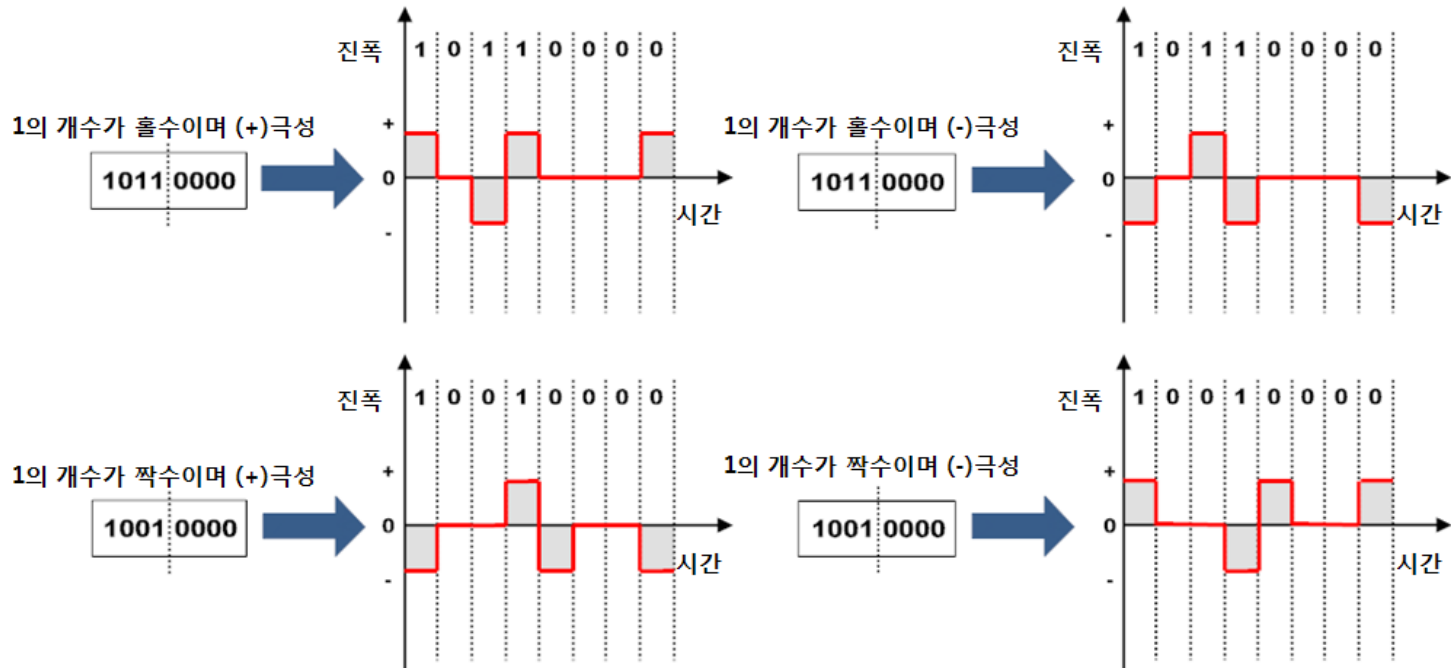 진폭
1 0 1 1 0 0 0 0
1의 개수가 홀수이며 (+)극성
1011 0000
+
0
-
시간
진폭
1 0 1 1 0 0 0 0
1의 개수가 홀수이며 (-)극성
1011 0000
+
0
-
시간
진폭
1 0 0 1 0 0 0 0
1의 개수가 짝수이며 (+)극성
1001 0000
+
0
-
시간
진폭
1 0 0 1 0 0 0 0
1의 개수가 짝수이며 (-)극성
1001 0000
+
0
-
시간